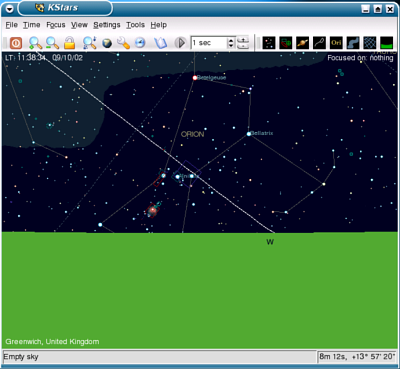 KStars
File Time Focus View Settings Tools Help
1 sec Ori
LT: 11:38:34 09/10/02 Focused on: nothing
Betelgeuse
ORION
Bellatrix
W
Greenwich, United Kingdom
Empty sky 8m 12s, +13° 57' 20"